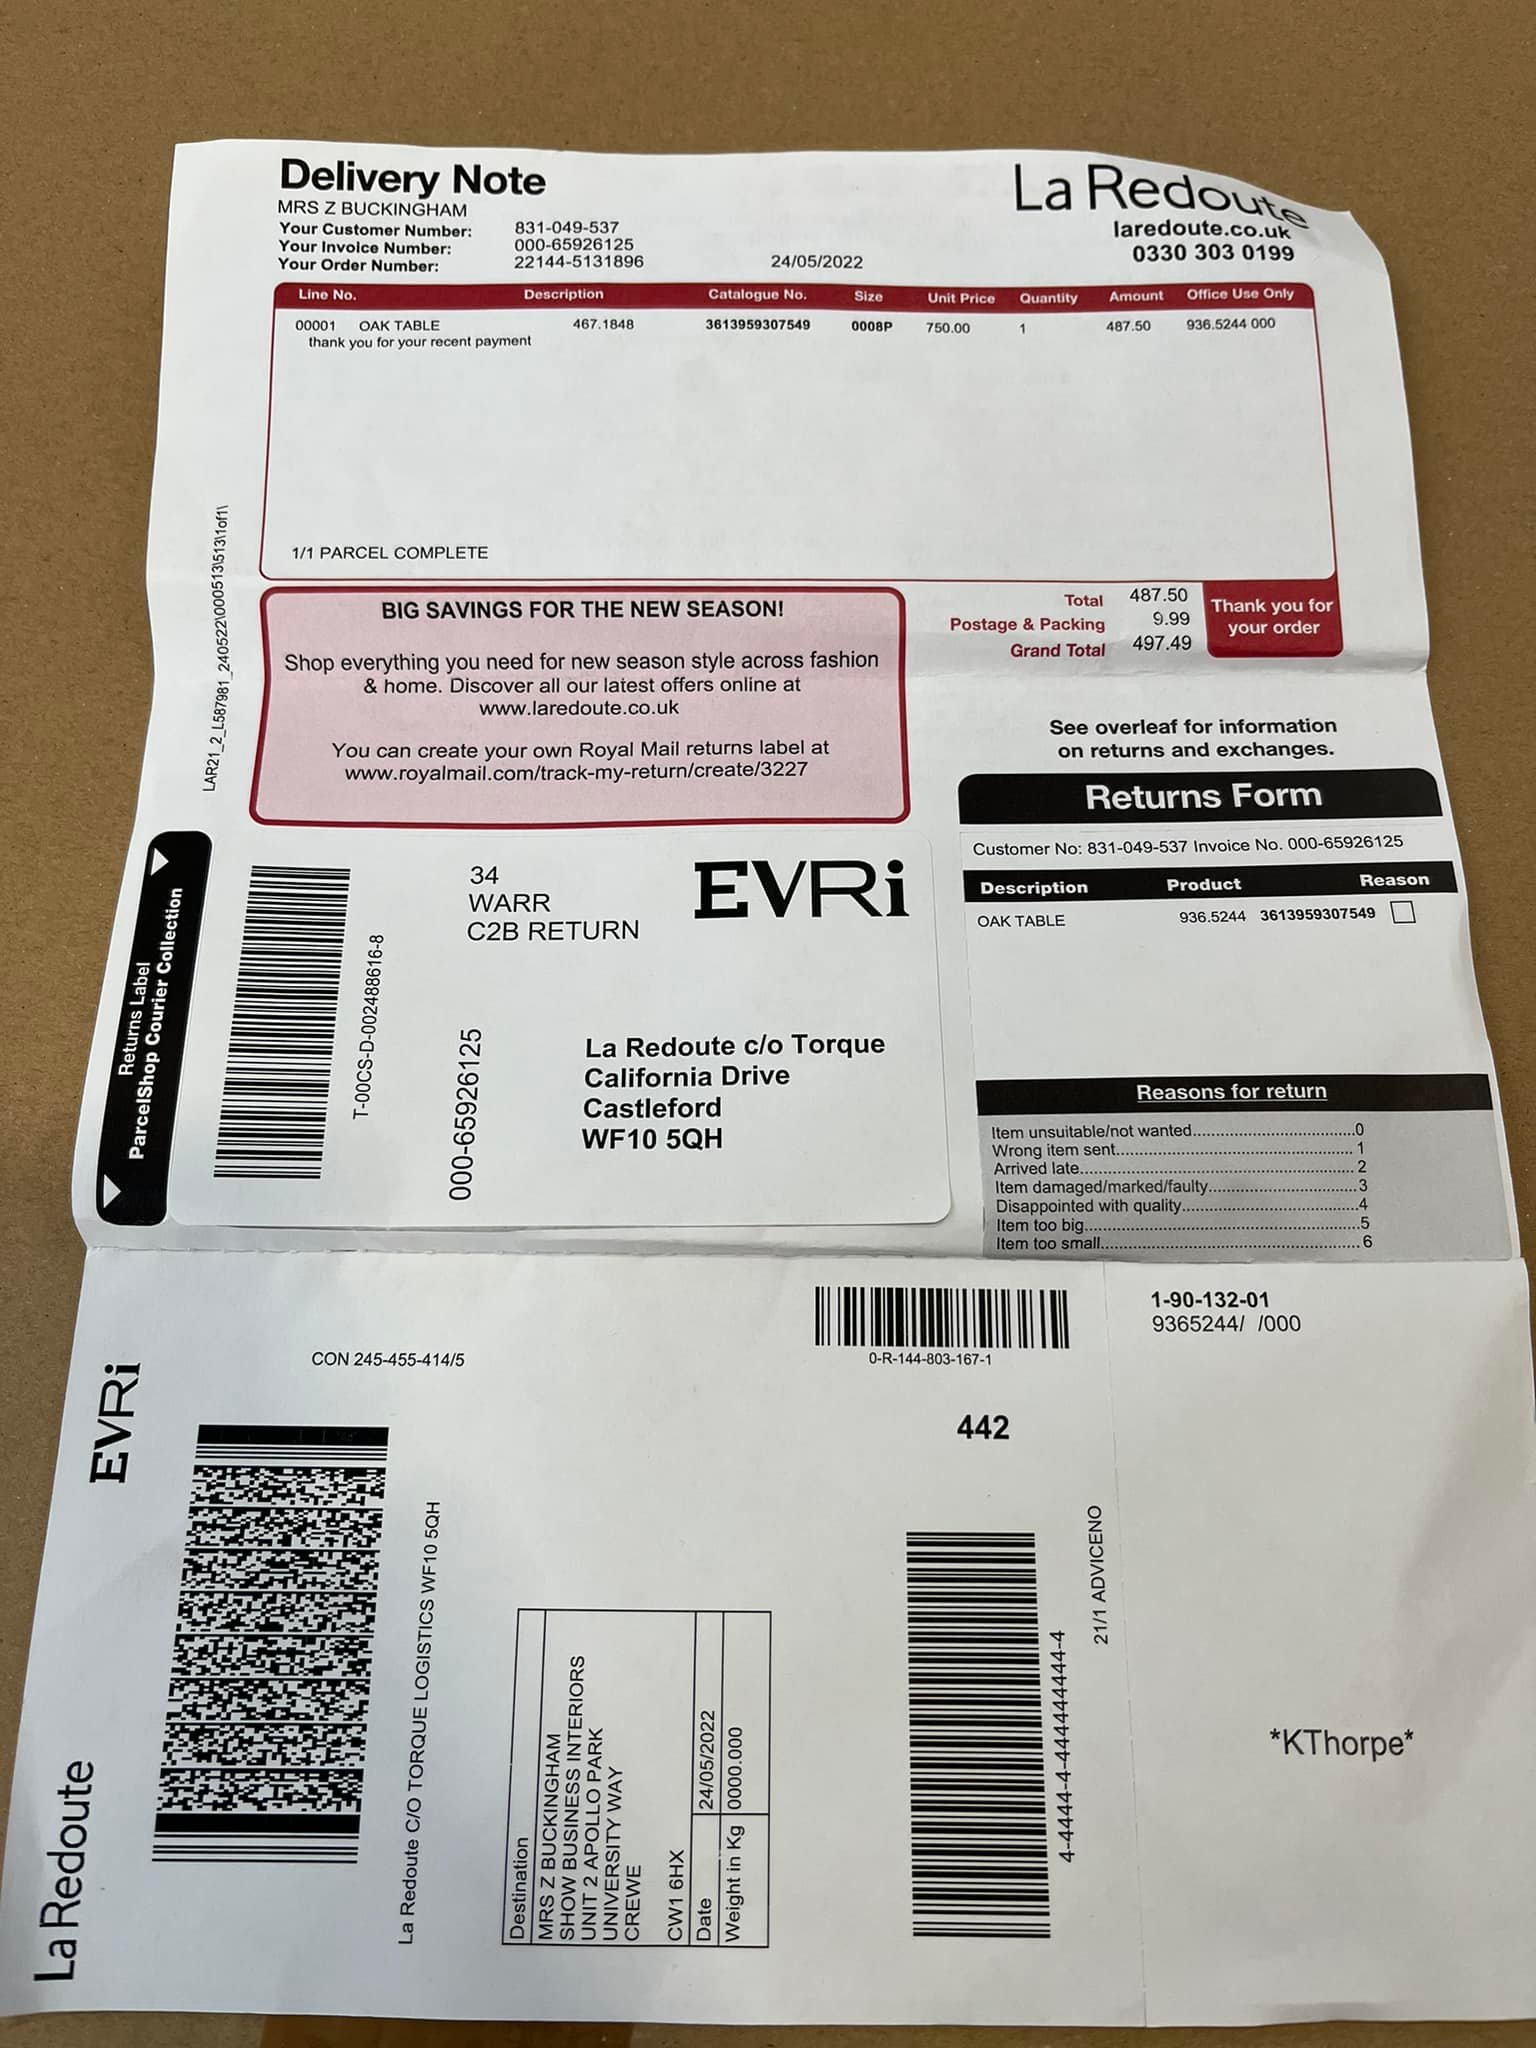 Delivery Note
La Redoute
laredoute.co.uk
0330 303 0199
MRS Z BUCKINGHAM
Your Customer Number: 831-049-537
Your Invoice Number: 000-65926125
Your Order Number: 22144-5131896 24/05/2022
Line No. Description Catalogue No. Size Unit Price Quantity Amount Office Use Only
00001 OAK TABLE 467.1848 3613959307549 0008P 750.00 1 487.50 936.5244 000
thank you for your recent payment
1/1 PARCEL COMPLETE
Total 487.50
Postage & Packing 9.99
Grand Total 497.49
Thank you for
your order
LAR21_2_L587981_240522\000513\513\1of1\
BIG SAVINGS FOR THE NEW SEASON!
Shop everything you need for new season style across fashion
& home. Discover all our latest offers online at
www.laredoute.co.uk
You can create your own Royal Mail returns label at
www.royalmail.com/track-my-return/create/3227
See overleaf for information
on returns and exchanges.
Returns Form
Customer No: 831-049-537 Invoice No. 000-65926125
Description Product Reason
OAK TABLE 936.5244 3613959307549
Reasons for return
Item unsuitable/not wanted..............................0
Wrong item sent..............................1
Arrived late..............................2
Item damaged/marked/faulty..............................3
Disappointed with quality..............................4
Item too big..............................5
Item too small..............................6
Returns Label
ParcelShop Courier Collection
T-00CS-D-002488616-8
34
WARR
C2B RETURN
EVRi
000-65926125
La Redoute c/o Torque
California Drive
Castleford
WF10 5QH
La Redoute
EVRi
CON 245-455-414/5
La Redoute C/O TORQUE LOGISTICS WF10 5QH
0-R-144-803-167-1
442
Destination
MRS Z BUCKINGHAM
SHOW BUSINESS INTERIORS
UNIT 2 APOLLO PARK
UNIVERSITY WAY
CREWE
CW1 6HX
Date 24/05/2022
Weight in Kg 0000.000
4-4444-4-44444444-4
21/1 ADVICENO
1-90-132-01
9365244/ /000
*KThorpe*